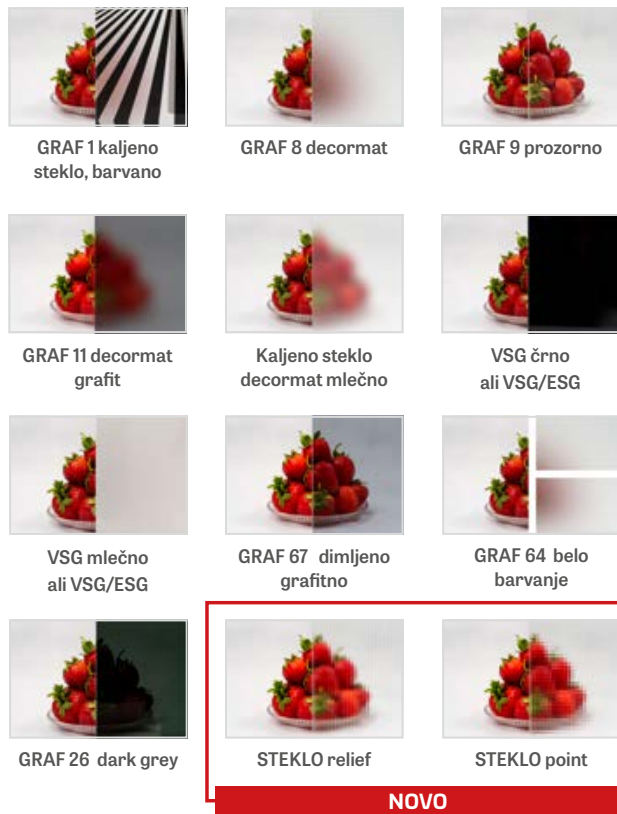 GRAF 1 kaljeno
steklo, barvano
GRAF 8 decormat
GRAF 9 prozorno
GRAF 11 decormat
grafit
Kaljeno steklo
decormat mlečno
VSG črno
ali VSG/ESG
VSG mlečno
ali VSG/ESG
GRAF 67 dimljeno
grafitno
GRAF 64 belo
barvanje
GRAF 26 dark grey
STEKLO relief
STEKLO point
NOVO